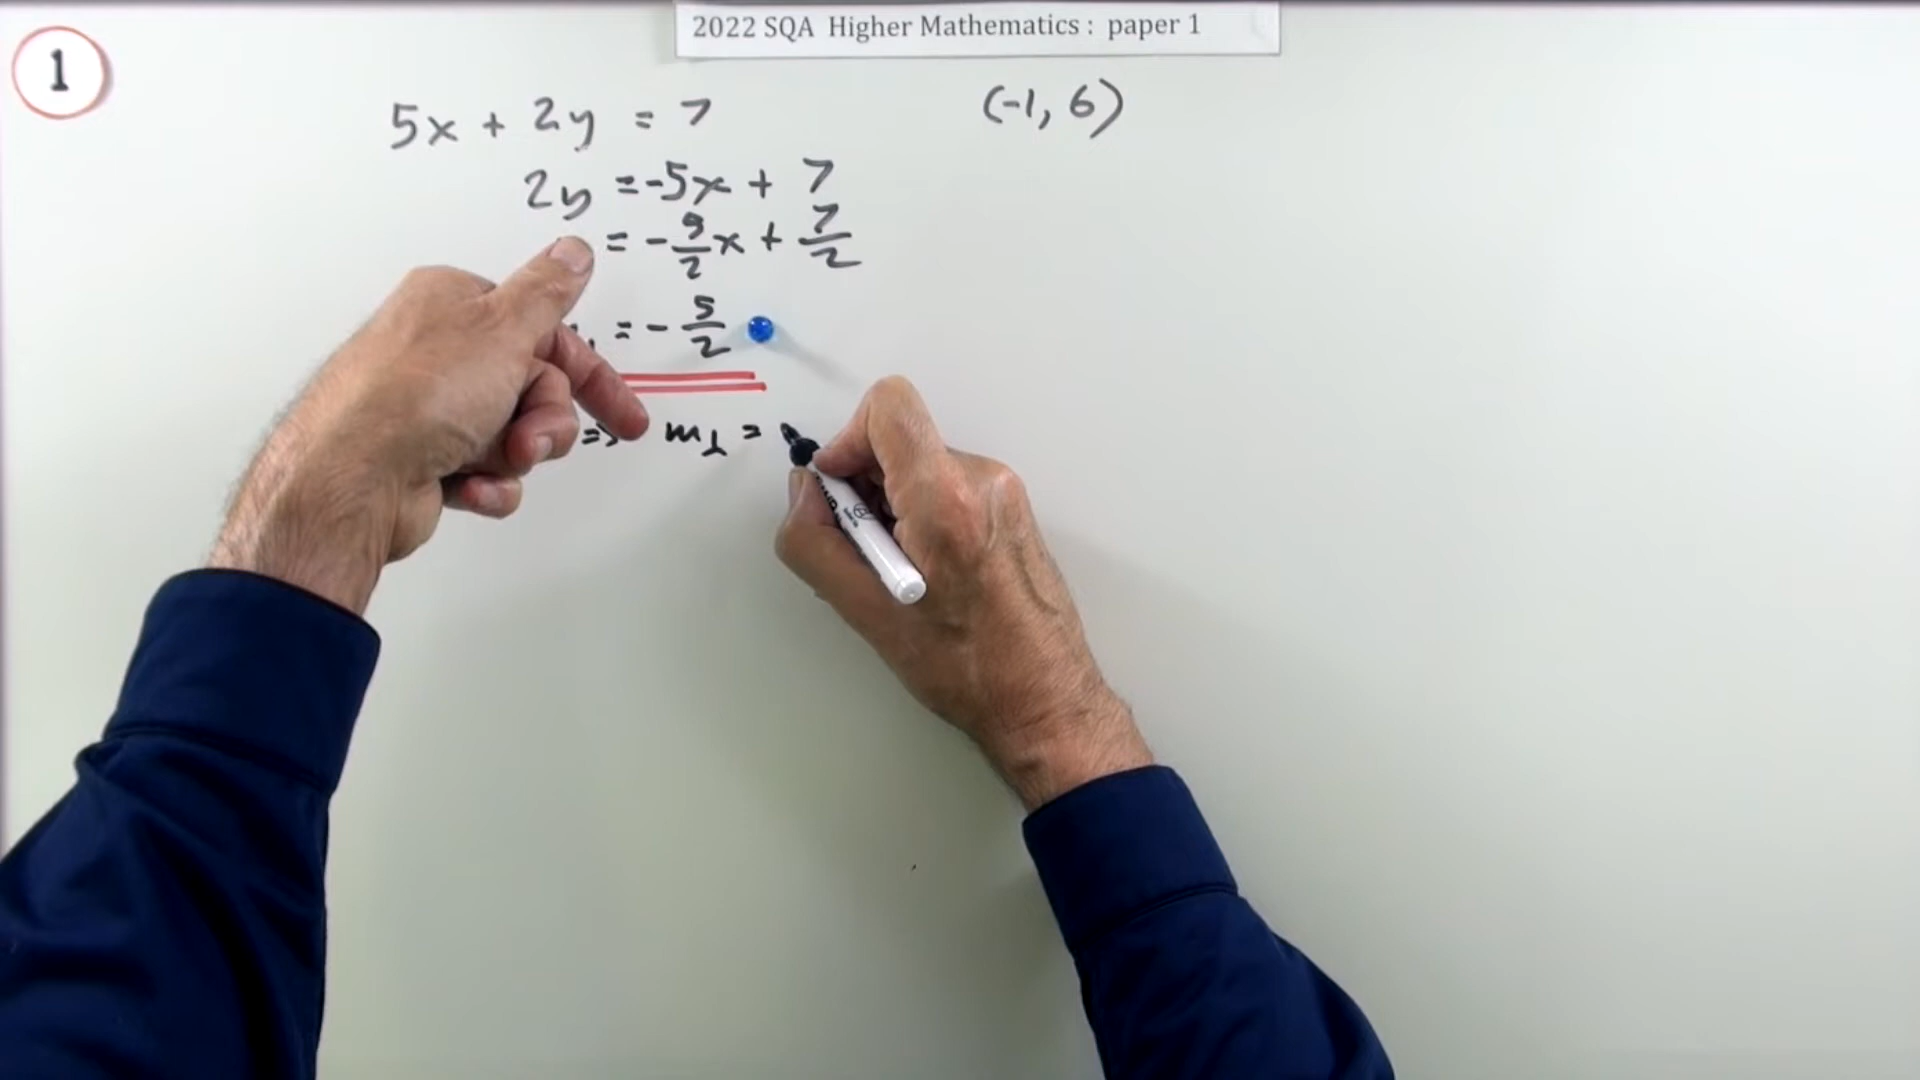 2022 SQA Higher Mathematics : paper 1
1
5x + 2y = 7
(-1, 6)
2y = -5x + 7
= -5/2 x + 7/2
= - 5/2
=> m⊥ =